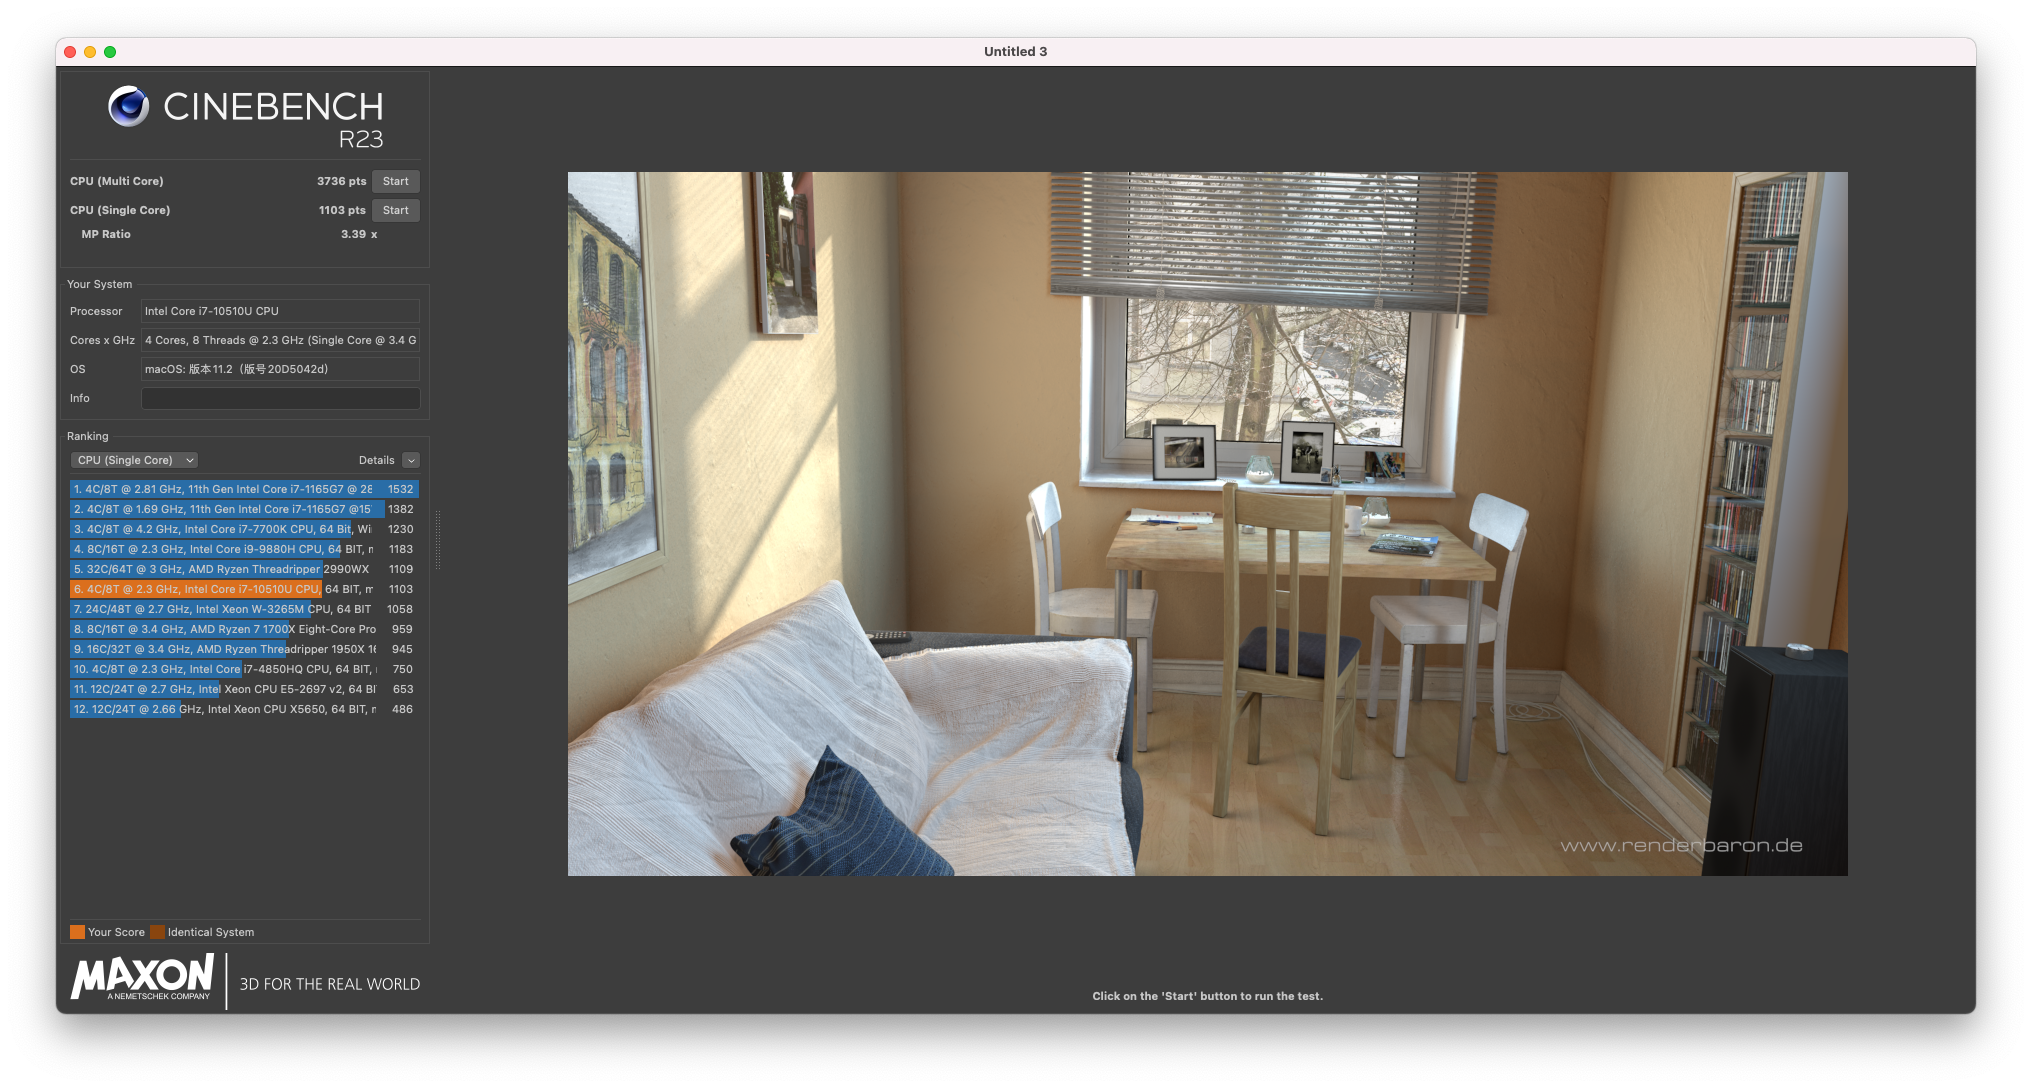 Untitled 3
CINEBENCH
R23
CPU (Multi Core) 3736 pts Start
CPU (Single Core) 1103 pts Start
MP Ratio 3.39 x
Your System
Processor Intel Core i7-10510U CPU
Cores x GHz 4 Cores, 8 Threads @ 2.3 GHz (Single Core @ 3.4 G
OS macOS: 版本11.2（版号20D5042d）
Info
Ranking
CPU (Single Core) Details
1. 4C/8T @ 2.81 GHz, 11th Gen Intel Core i7-1165G7 @ 28 1532
2. 4C/8T @ 1.69 GHz, 11th Gen Intel Core i7-1165G7 @15 1382
3. 4C/8T @ 4.2 GHz, Intel Core i7-7700K CPU, 64 Bit, Wi 1230
4. 8C/16T @ 2.3 GHz, Intel Core i9-9880H CPU, 64 BIT, 1183
5. 32C/64T @ 3 GHz, AMD Ryzen Threadripper 2990WX 1109
6. 4C/8T @ 2.3 GHz, Intel Core i7-10510U CPU, 64 BIT, 1103
7. 24C/48T @ 2.7 GHz, Intel Xeon W-3265M CPU, 64 BIT 1058
8. 8C/16T @ 3.4 GHz, AMD Ryzen 7 1700X Eight-Core Pro 959
9. 16C/32T @ 3.4 GHz, AMD Ryzen Threadripper 1950X 945
10. 4C/8T @ 2.3 GHz, Intel Core i7-4850HQ CPU, 64 BIT, 750
11. 12C/24T @ 2.7 GHz, Intel Xeon CPU E5-2697 v2, 64 BI 653
12. 12C/24T @ 2.66 GHz, Intel Xeon CPU X5650, 64 BIT, 486
Your Score Identical System
MAXON
A NEMETSCHEK COMPANY
3D FOR THE REAL WORLD
www.renderbaron.de
Click on the 'Start' button to run the test.